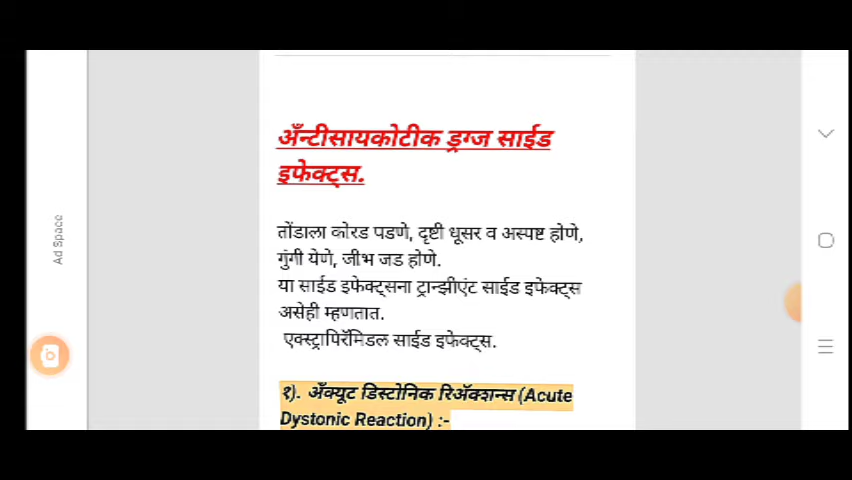 अँन्टीसायकोटीक ड्रग्ज साईड
इफेक्ट्स.
तोंडाला कोरड पडणे, दृष्टी धूसर व अस्पष्ट होणे,
गुंगी येणे, जीभ जड होणे.
या साईड इफेक्ट्सना ट्रान्झीएंट साईड इफेक्ट्स
असेही म्हणतात.
एक्स्ट्रापिरॅमिडल साईड इफेक्ट्स.
१). अँक्यूट डिस्टोनिक रिअॅक्शन्स (Acute
Dystonic Reaction) :-
Ad Space